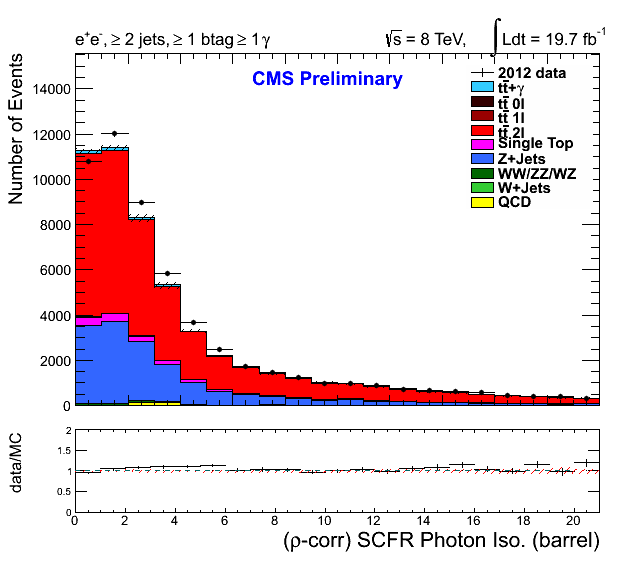 e⁺e⁻, ≥ 2 jets, ≥ 1 btag ≥ 1γ
√s = 8 TeV, ∫ Ldt = 19.7 fb⁻¹
CMS Preliminary
2012 data
tt̄+γ
tt̄ 0l
tt̄ 1l
tt̄ 2l
Single Top
Z+Jets
WW/ZZ/WZ
W+Jets
QCD
Number of Events
14000
12000
10000
8000
6000
4000
2000
0
data/MC
2
1.5
1
0.5
0
0 2 4 6 8 10 12 14 16 18 20
(ρ-corr) SCFR Photon Iso. (barrel)